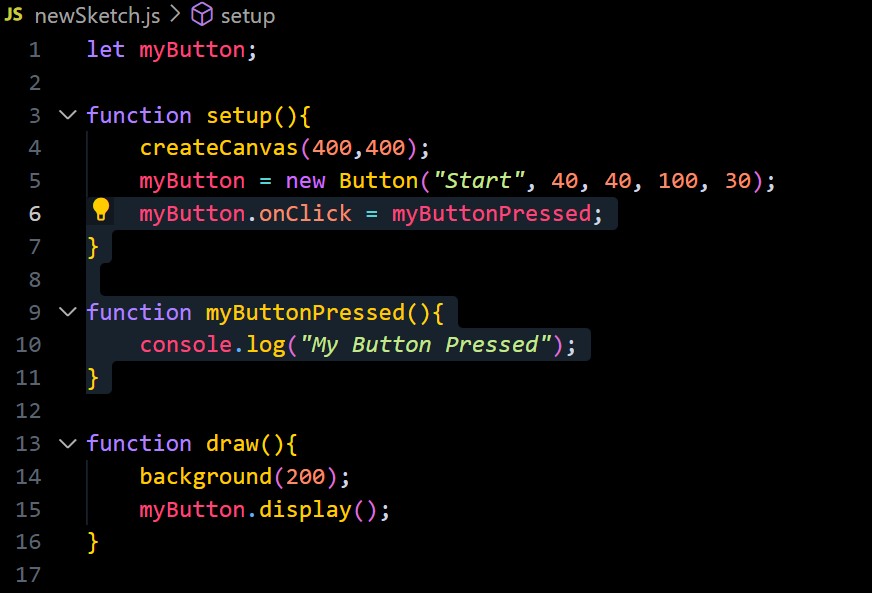 JS newSketch.js > setup
1 let myButton;
2
3 function setup(){
4 createCanvas(400,400);
5 myButton = new Button("Start", 40, 40, 100, 30);
6 myButton.onClick = myButtonPressed;
7 }
8
9 function myButtonPressed(){
10 console.log("My Button Pressed");
11 }
12
13 function draw(){
14 background(200);
15 myButton.display();
16 }
17